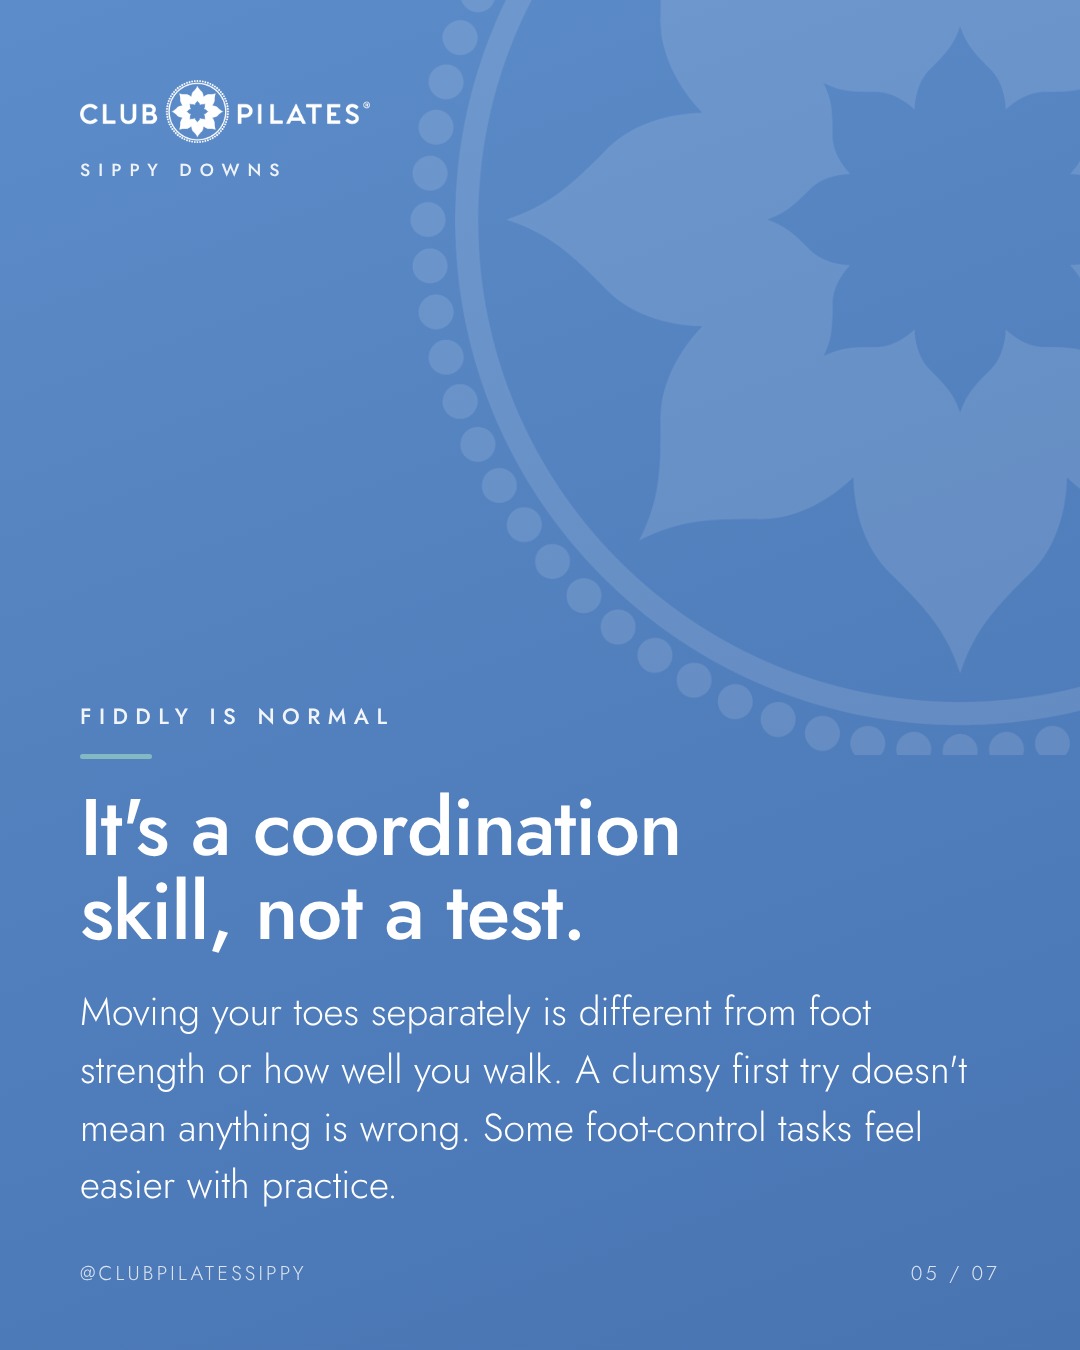 CLUB PILATES®
SIPPY DOWNS
FIDDLY IS NORMAL
It's a coordination
skill, not a test.
Moving your toes separately is different from foot
strength or how well you walk. A clumsy first try doesn't
mean anything is wrong. Some foot-control tasks feel
easier with practice.
@CLUBPILATESSIPPY
05 / 07